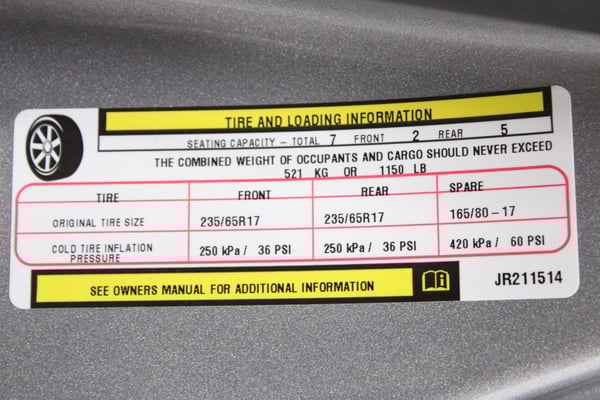 TIRE AND LOADING INFORMATION
SEATING CAPACITY – TOTAL 7 FRONT 2 REAR 5
THE COMBINED WEIGHT OF OCCUPANTS AND CARGO SHOULD NEVER EXCEED
521 KG OR 1150 LB
TIRE FRONT REAR SPARE
ORIGINAL TIRE SIZE 235/65R17 235/65R17 165/80 – 17
COLD TIRE INFLATION PRESSURE 250 kPa / 36 PSI 250 kPa / 36 PSI 420 kPa / 60 PSI
SEE OWNERS MANUAL FOR ADDITIONAL INFORMATION
JR211514